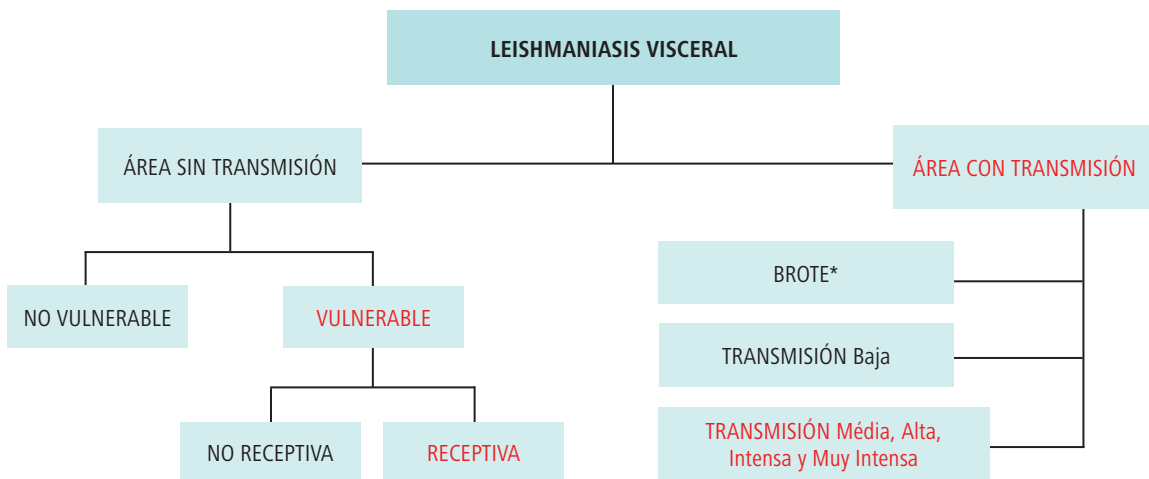 LEISHMANIASIS VISCERAL
ÁREA SIN TRANSMISIÓN
ÁREA CON TRANSMISIÓN
NO VULNERABLE
VULNERABLE
NO RECEPTIVA
RECEPTIVA
BROTE*
TRANSMISIÓN Baja
TRANSMISIÓN Média, Alta,
Intensa y Muy Intensa